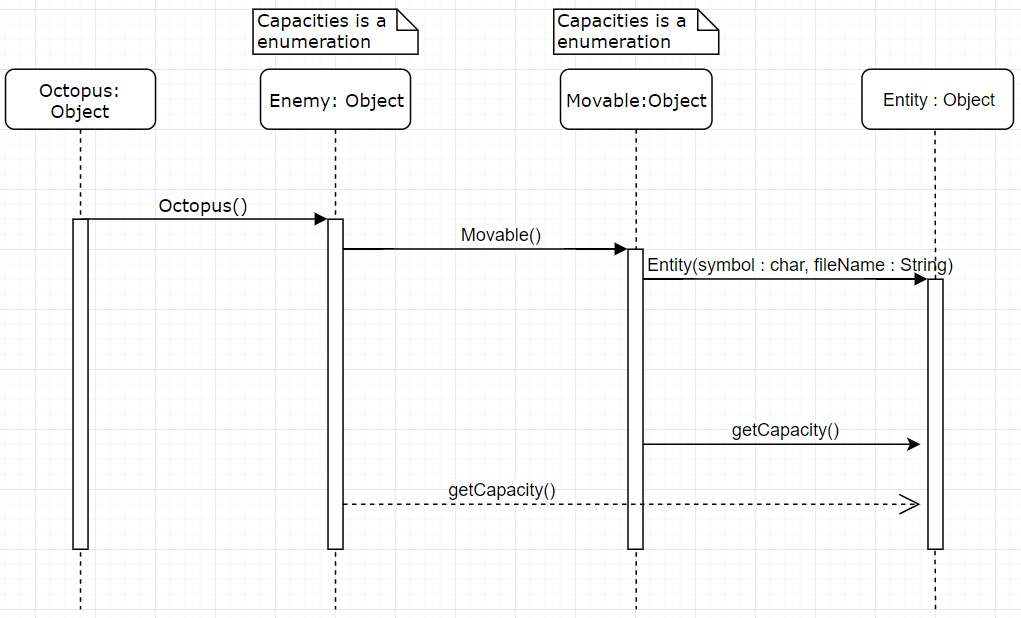 Capacities is a
enumeration
Capacities is a
enumeration
Octopus:
Object
Enemy: Object
Movable:Object
Entity : Object
Octopus()
Movable()
Entity(symbol : char, fileName : String)
getCapacity()
getCapacity()